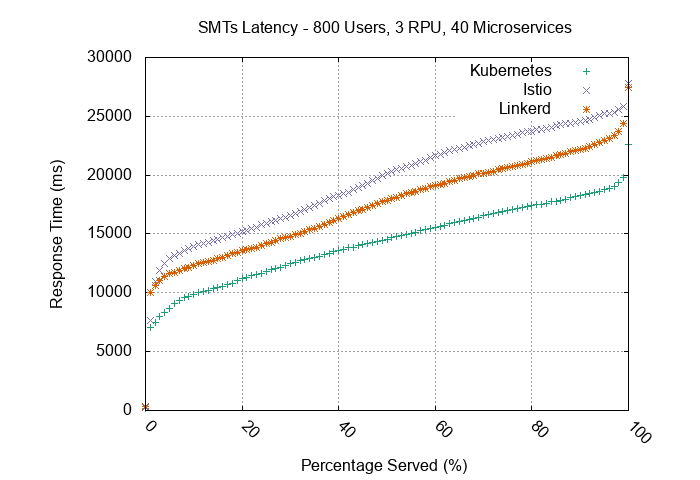 SMTs Latency - 800 Users, 3 RPU, 40 Microservices
30000
25000
20000
15000
10000
5000
0
Response Time (ms)
Kubernetes
Istio
Linkerd
0
20
40
60
80
100
Percentage Served (%)